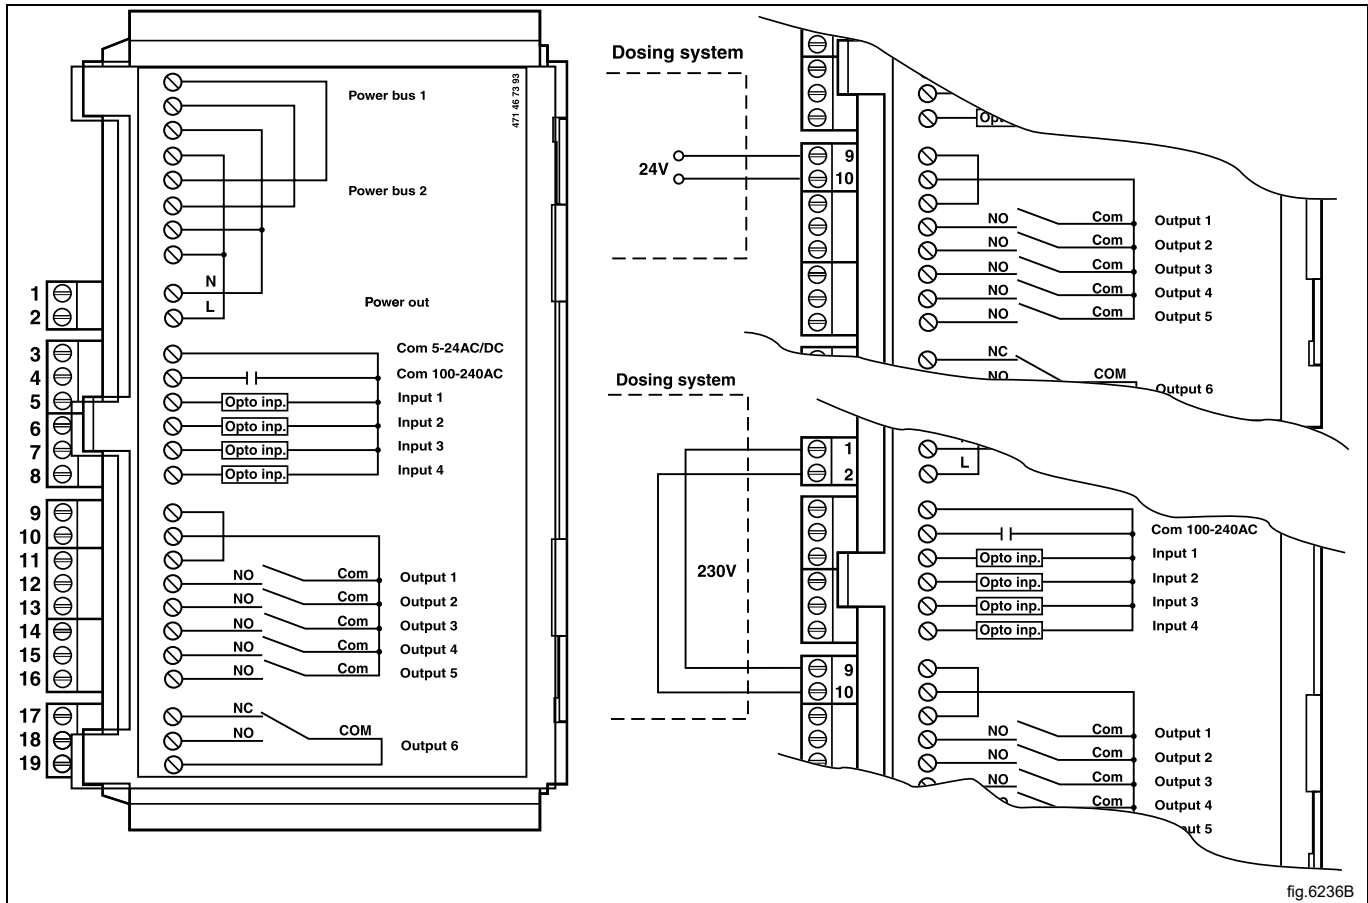 471 46 73 93
Power bus 1
Power bus 2
N
L
Power out
1
2
3
4
5
6
7
8
9
10
11
12
13
14
15
16
17
18
19
Com 5-24AC/DC
Com 100-240AC
Opto inp. Input 1
Opto inp. Input 2
Opto inp. Input 3
Opto inp. Input 4
NO Com Output 1
NO Com Output 2
NO Com Output 3
NO Com Output 4
NO Com Output 5
NC
NO COM
Output 6
Dosing system
24V
9
10
NO Com Output 1
NO Com Output 2
NO Com Output 3
NO Com Output 4
NO Com Output 5
NC
NO COM
Output 6
Dosing system
230V
1
2
L
9
10
Com 100-240AC
Opto inp. Input 1
Opto inp. Input 2
Opto inp. Input 3
Opto inp. Input 4
NO Com Output 1
NO Com Output 2
NO Com Output 3
Com Output 4
5
fig.6236B